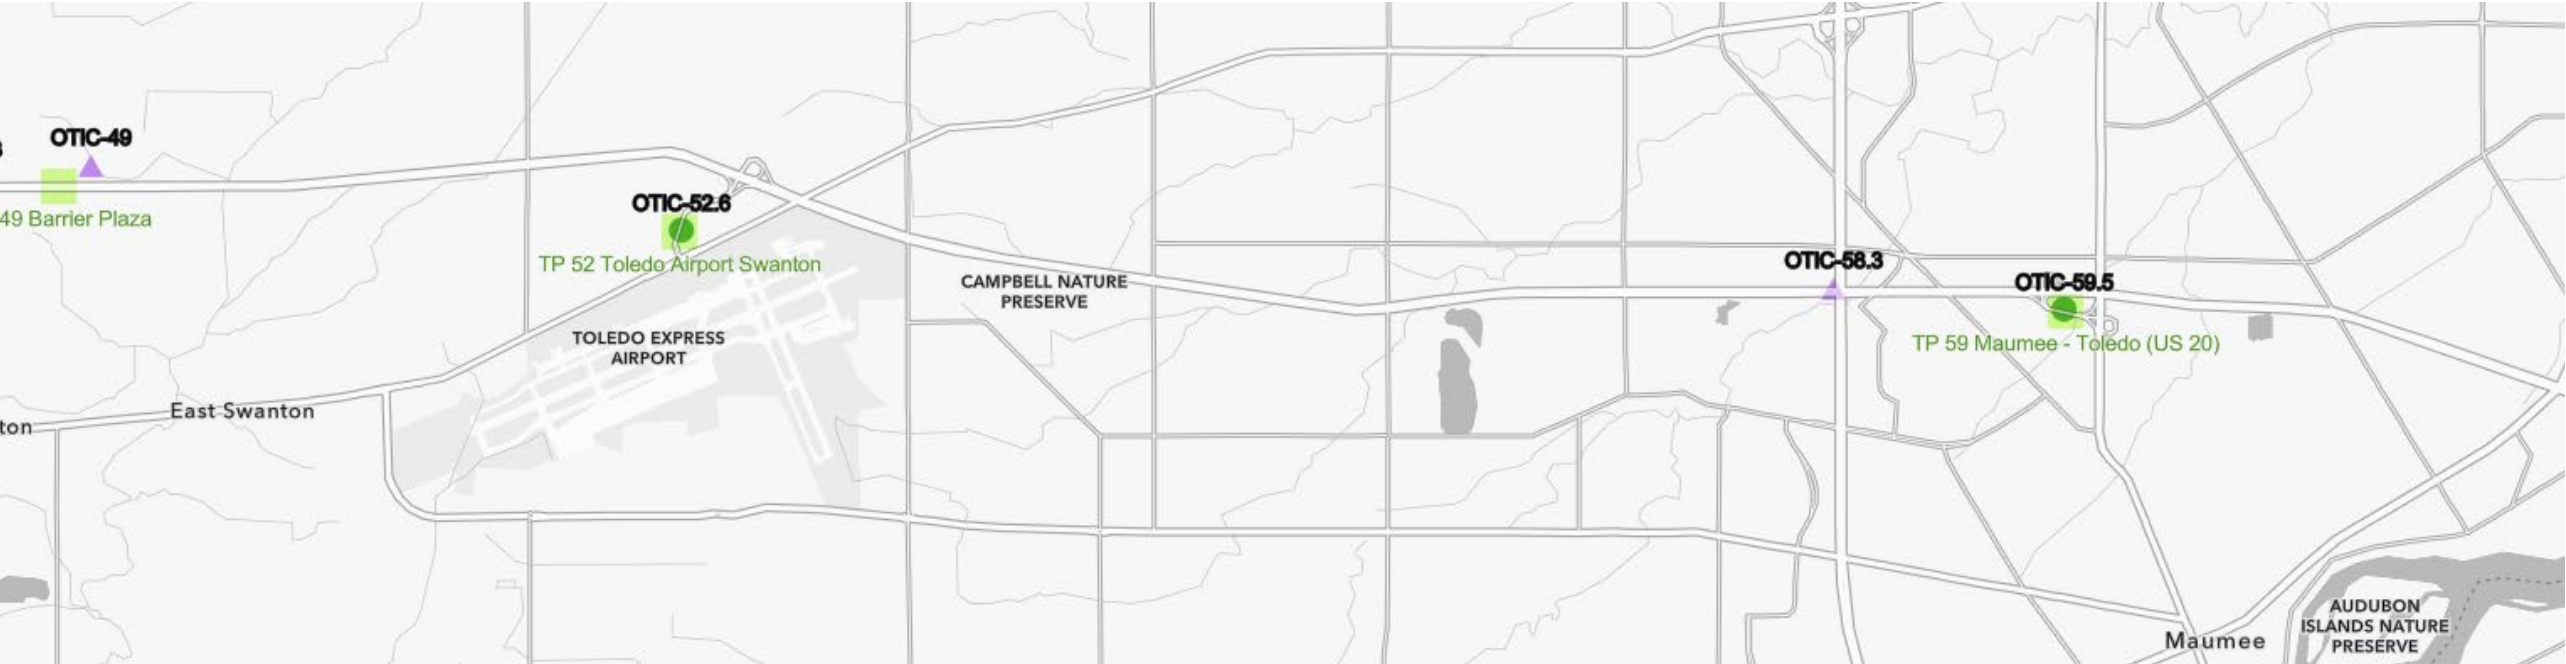 OTIC-49
49 Barrier Plaza
OTIC-52.6
TP 52 Toledo Airport Swanton
TOLEDO EXPRESS
AIRPORT
CAMPBELL NATURE
PRESERVE
OTIC-58.3
OTIC-59.5
TP 59 Maumee - Toledo (US 20)
East Swanton
ton
AUDUBON
ISLANDS NATURE
PRESERVE
Maumee